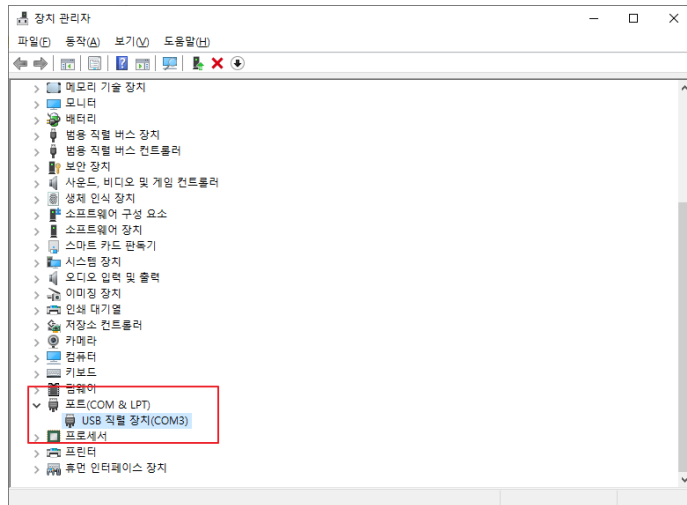 장치 관리자
파일(F) 동작(A) 보기(V) 도움말(H)
메모리 기술 장치
모니터
배터리
범용 직렬 버스 장치
범용 직렬 버스 컨트롤러
보안 장치
사운드, 비디오 및 게임 컨트롤러
생체 인식 장치
소프트웨어 구성 요소
소프트웨어 장치
스마트 카드 판독기
시스템 장치
오디오 입력 및 출력
이미징 장치
인쇄 대기열
저장소 컨트롤러
카메라
컴퓨터
키보드
펌웨어
포트(COM & LPT)
USB 직렬 장치(COM3)
프로세서
프린터
휴먼 인터페이스 장치